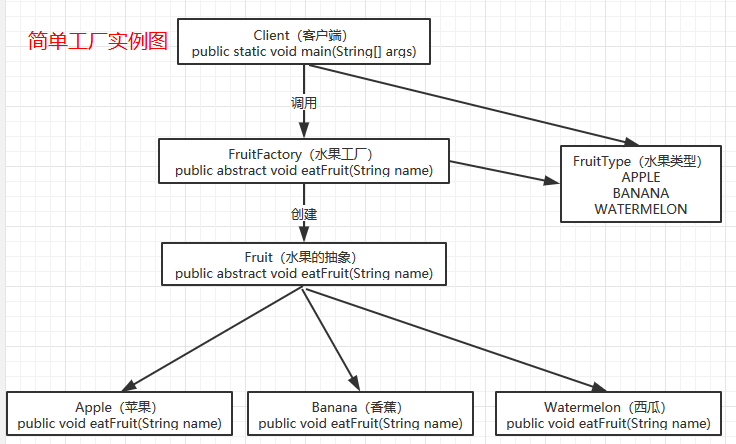 简单工厂实例图
Client（客户端）
public static void main(String[] args)
调用
FruitFactory（水果工厂）
public abstract void eatFruit(String name)
FruitType（水果类型）
APPLE
BANANA
WATERMELON
创建
Fruit（水果的抽象）
public abstract void eatFruit(String name)
Apple（苹果）
public void eatFruit(String name)
Banana（香蕉）
public void eatFruit(String name)
Watermelon（西瓜）
public void eatFruit(String name)